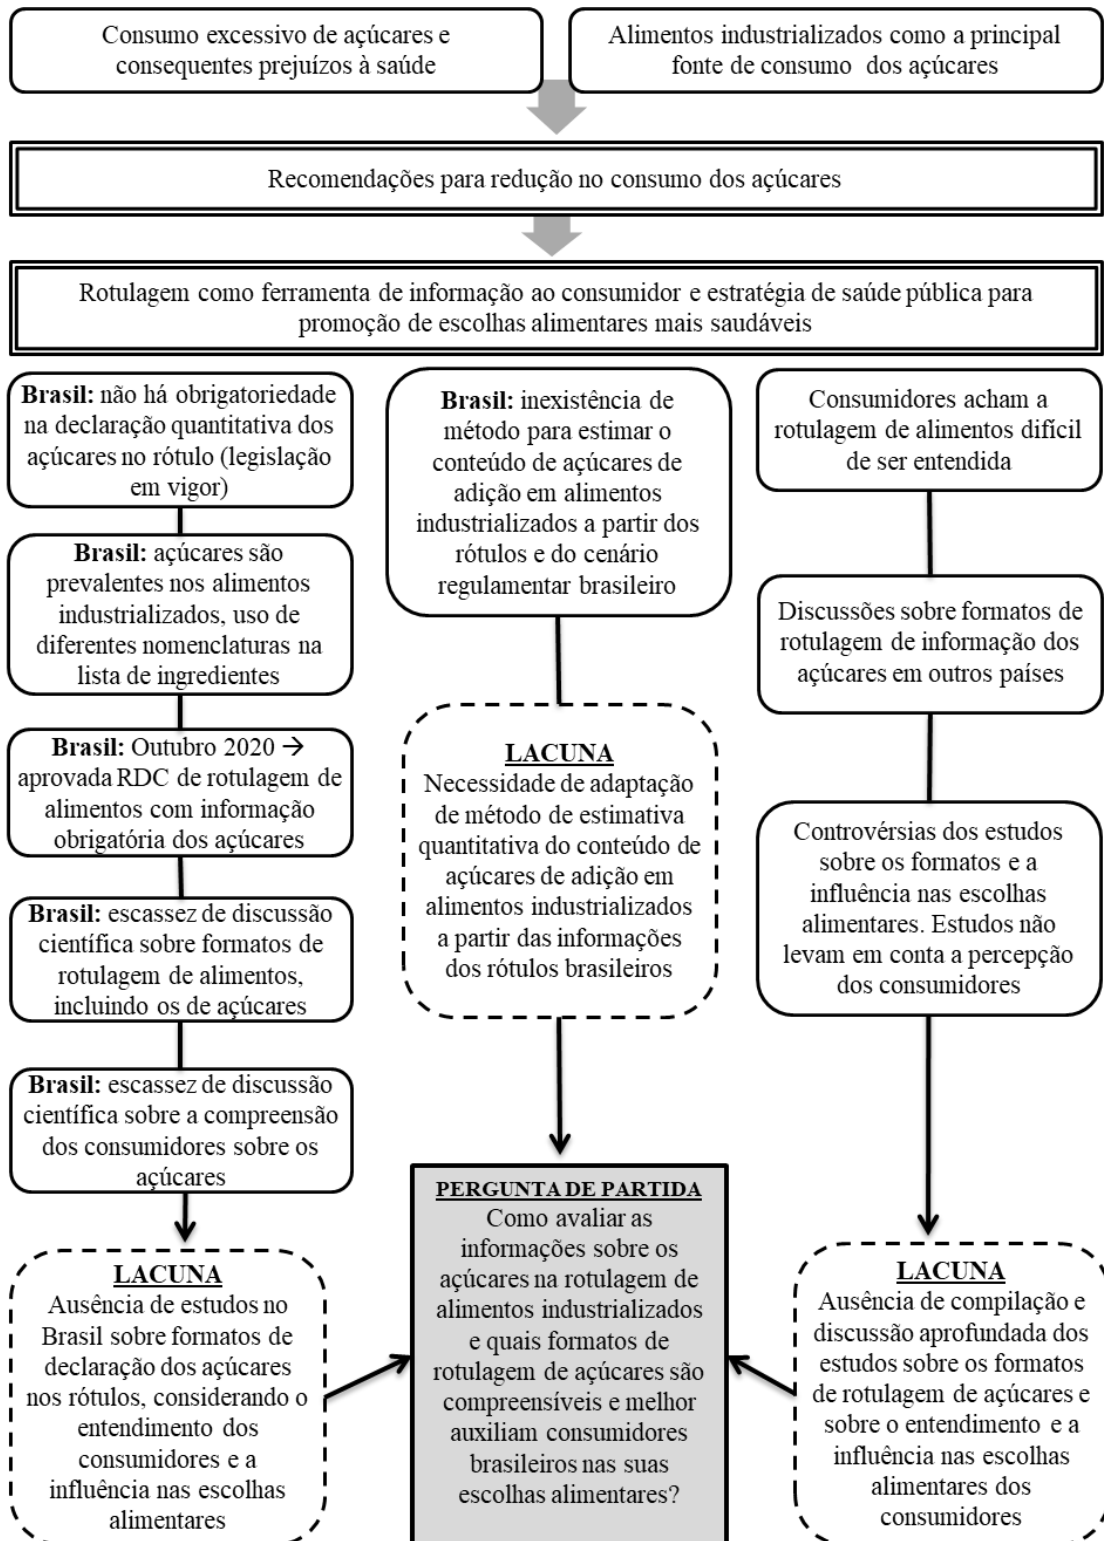 Consumo excessivo de açúcares e
consequentes prejuízos à saúde
Alimentos industrializados como a principal
fonte de consumo dos açúcares
Recomendações para redução no consumo dos açúcares
Rotulagem como ferramenta de informação ao consumidor e estratégia de saúde pública para
promoção de escolhas alimentares mais saudáveis
Brasil: não há obrigatoriedade
na declaração quantitativa dos
açúcares no rótulo (legislação
em vigor)
Brasil: açúcares são
prevalentes nos alimentos
industrializados, uso de
diferentes nomenclaturas na
lista de ingredientes
Brasil: Outubro 2020 →
aprovada RDC de rotulagem de
alimentos com informação
obrigatória dos açúcares
Brasil: escassez de discussão
científica sobre formatos de
rotulagem de alimentos,
incluindo os de açúcares
Brasil: escassez de discussão
científica sobre a compreensão
dos consumidores sobre os
açúcares
LACUNA
Ausência de estudos no
Brasil sobre formatos de
declaração dos açúcares
nos rótulos, considerando o
entendimento dos
consumidores e a
influência nas escolhas
alimentares
Brasil: inexistência de
método para estimar o
conteúdo de açúcares de
adição em alimentos
industrializados a partir dos
rótulos e do cenário
regulamentar brasileiro
LACUNA
Necessidade de adaptação
de método de estimativa
quantitativa do conteúdo de
açúcares de adição em
alimentos industrializados
a partir das informações
dos rótulos brasileiros
PERGUNTA DE PARTIDA
Como avaliar as
informações sobre os
açúcares na rotulagem de
alimentos industrializados
e quais formatos de
rotulagem de açúcares são
compreensíveis e melhor
auxiliam consumidores
brasileiros nas suas
escolhas alimentares?
Consumidores acham a
rotulagem de alimentos difícil
de ser entendida
Discussões sobre formatos de
rotulagem de informação dos
açúcares em outros países
Controvérsias dos estudos
sobre os formatos e a
influência nas escolhas
alimentares. Estudos não
levam em conta a percepção
dos consumidores
LACUNA
Ausência de compilação e
discussão aprofundada dos
estudos sobre os formatos
de rotulagem de açúcares e
sobre o entendimento e a
influência nas escolhas
alimentares dos
consumidores